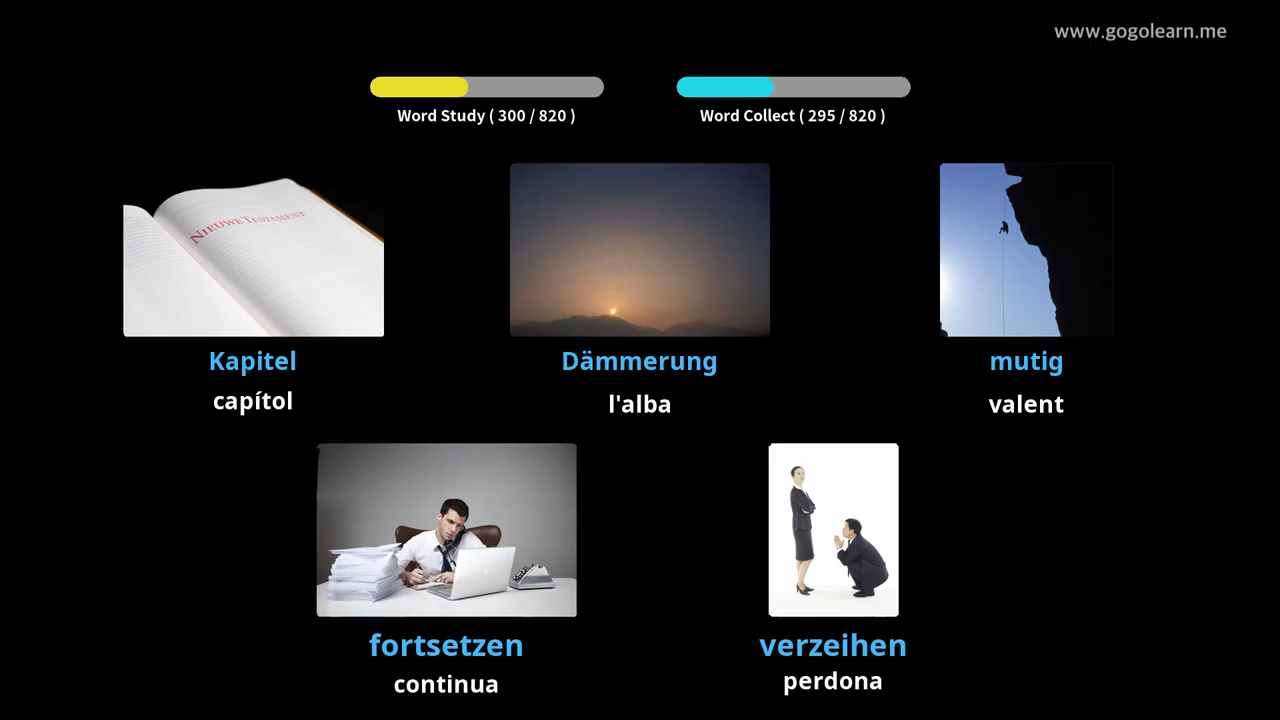 www.gogolearn.me
Word Study ( 300 / 820 )
Word Collect ( 295 / 820 )
NIEUWE TESTAMENT
Kapitel
capítol
Dämmerung
l'alba
mutig
valent
fortsetzen
continua
verzeihen
perdona